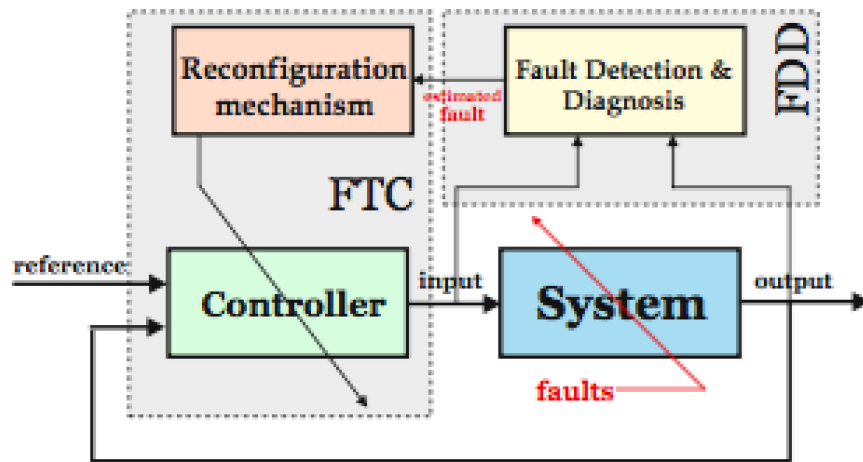 Reconfiguration
mechanism
Fault Detection &
Diagnosis
FDD
estimated
fault
FTC
reference
Controller
input
System
output
faults